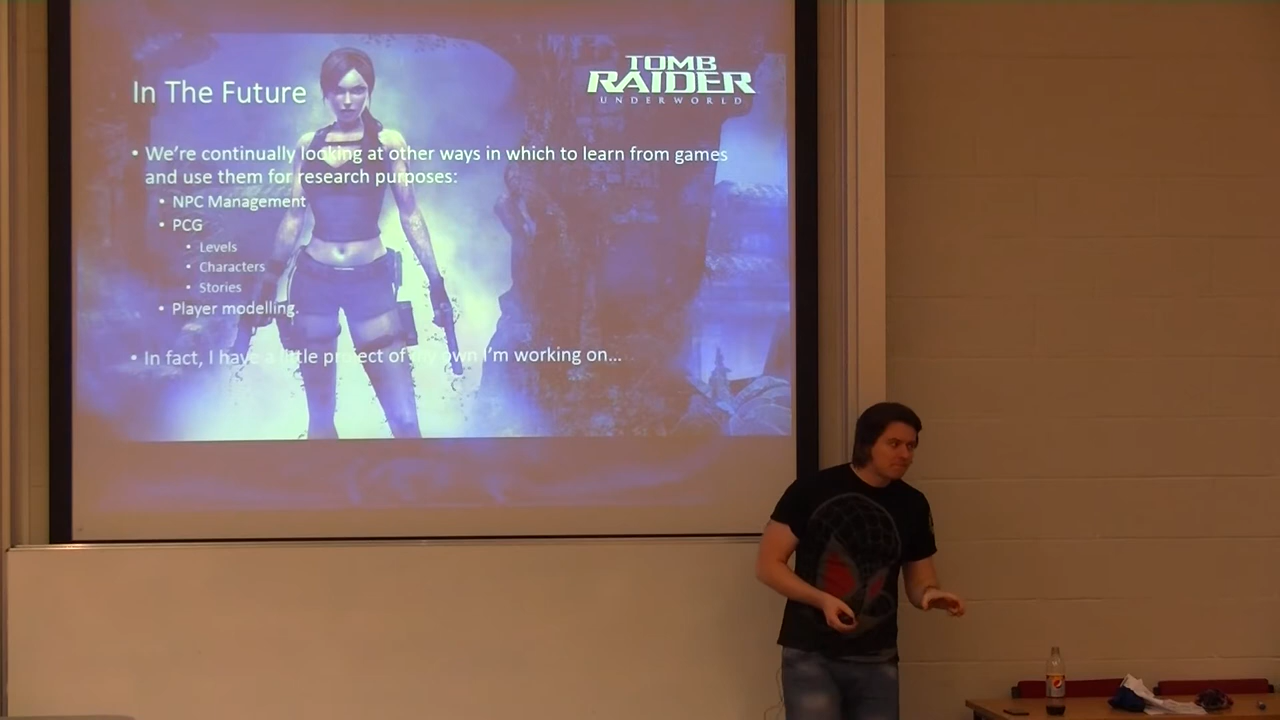 TOMB
RAIDER
UNDERWORLD
In The Future
• We're continually looking at other ways in which to learn from games
and use them for research purposes:
• NPC Management
• PCG
• Levels
• Characters
• Stories
• Player modelling.
• In fact, I have a little project of my own I'm working on...